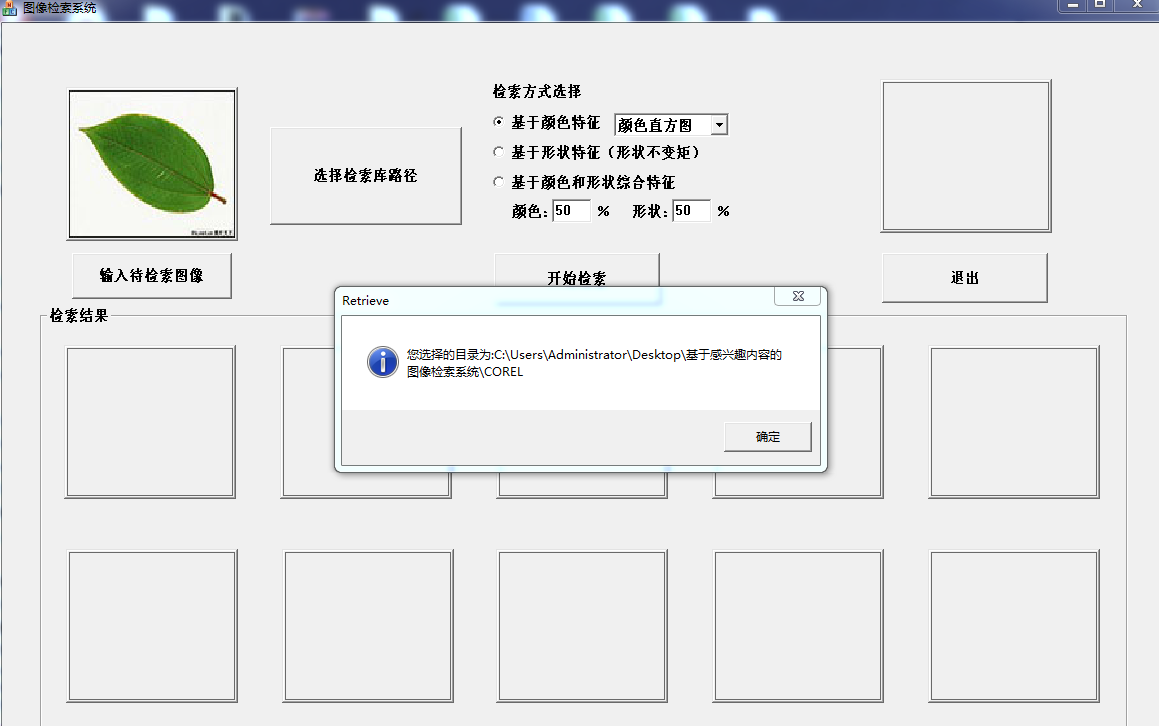 图像检索系统
检索方式选择
基于颜色特征 颜色直方图
基于形状特征（形状不变矩）
选择检索库路径
基于颜色和形状综合特征
颜色: 50 % 形状: 50 %
输入待检索图像
开始检索
退出
检索结果
Retrieve
您选择的目录为:C:\Users\Administrator\Desktop\基于感兴趣内容的
图像检索系统\COREL
确定